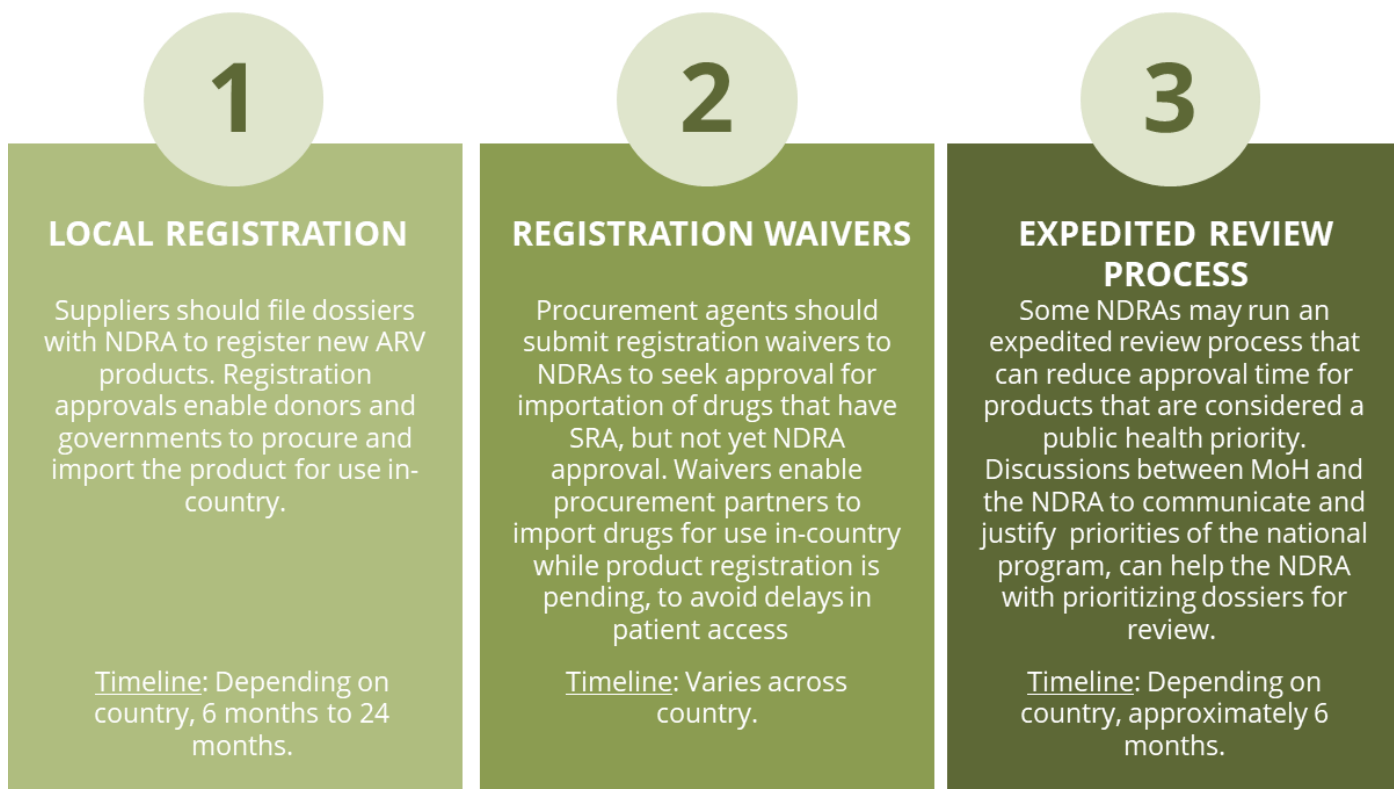 1
LOCAL REGISTRATION
Suppliers should file dossiers
with NDRA to register new ARV
products. Registration
approvals enable donors and
governments to procure and
import the product for use in-
country.
Timeline: Depending on
country, 6 months to 24
months.
2
REGISTRATION WAIVERS
Procurement agents should
submit registration waivers to
NDRAs to seek approval for
importation of drugs that have
SRA, but not yet NDRA
approval. Waivers enable
procurement partners to
import drugs for use in-country
while product registration is
pending, to avoid delays in
patient access
Timeline: Varies across
country.
3
EXPEDITED REVIEW
PROCESS
Some NDRAs may run an
expedited review process that
can reduce approval time for
products that are considered a
public health priority.
Discussions between MoH and
the NDRA to communicate and
justify  priorities of the national
program, can help the NDRA
with prioritizing dossiers for
review.
Timeline: Depending on
country, approximately 6
months.